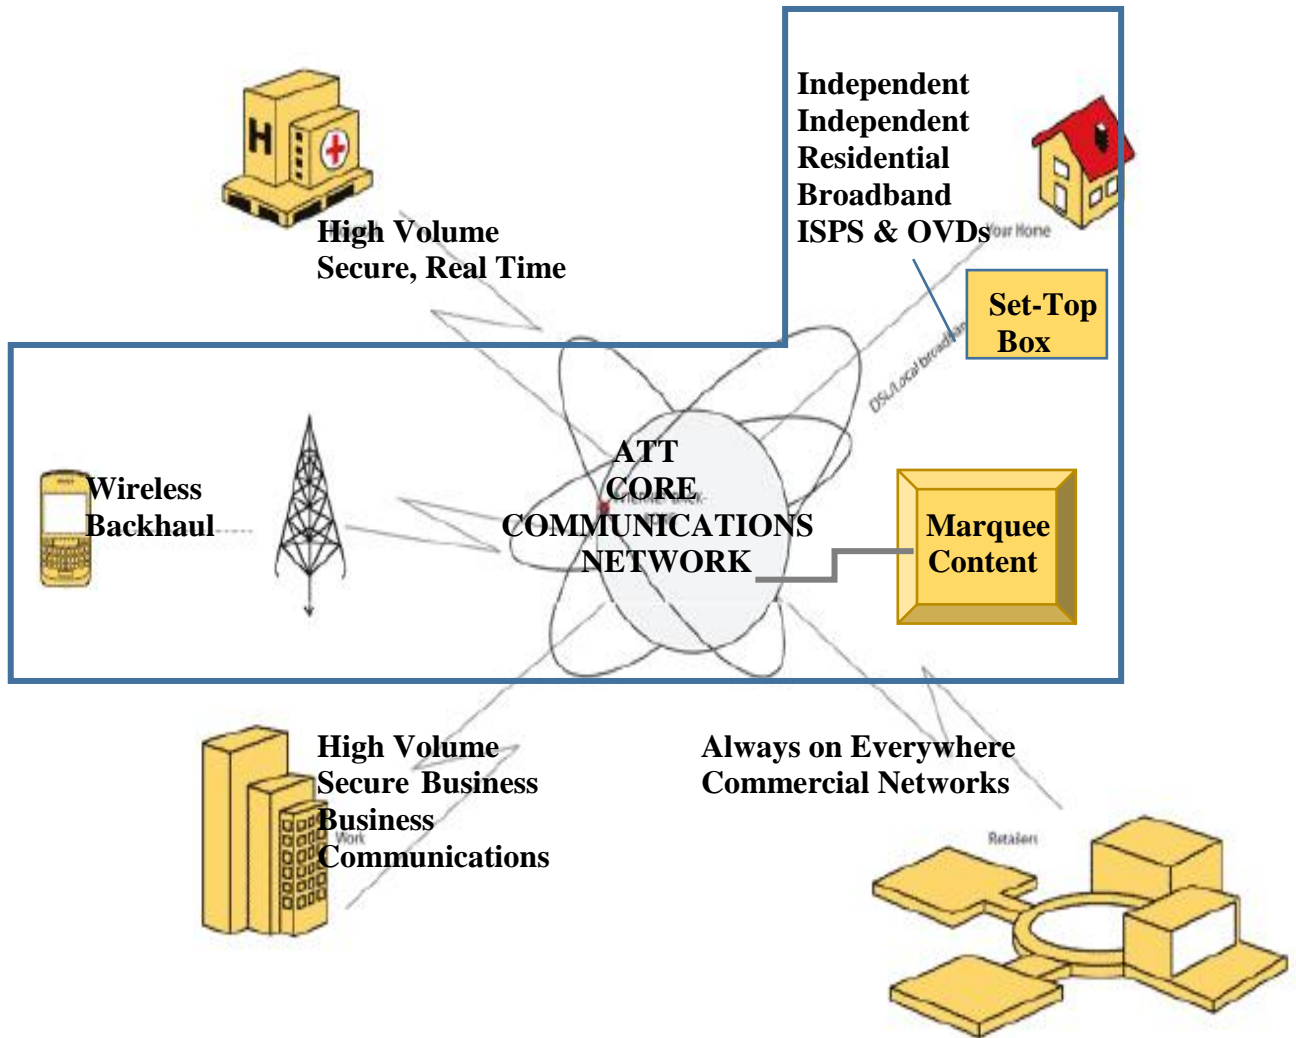 Independent
Independent
Residential
Broadband
ISPS & OVDs
Your Home
H
High Volume
Secure, Real Time
Set-Top
Box
DSL/Local broadban
ATT
CORE
COMMUNICATIONS
NETWORK
Wireless
Backhaul
Marquee
Content
High Volume
Secure Business
Business
Communications
Work
Always on Everywhere
Commercial Networks
Retailers